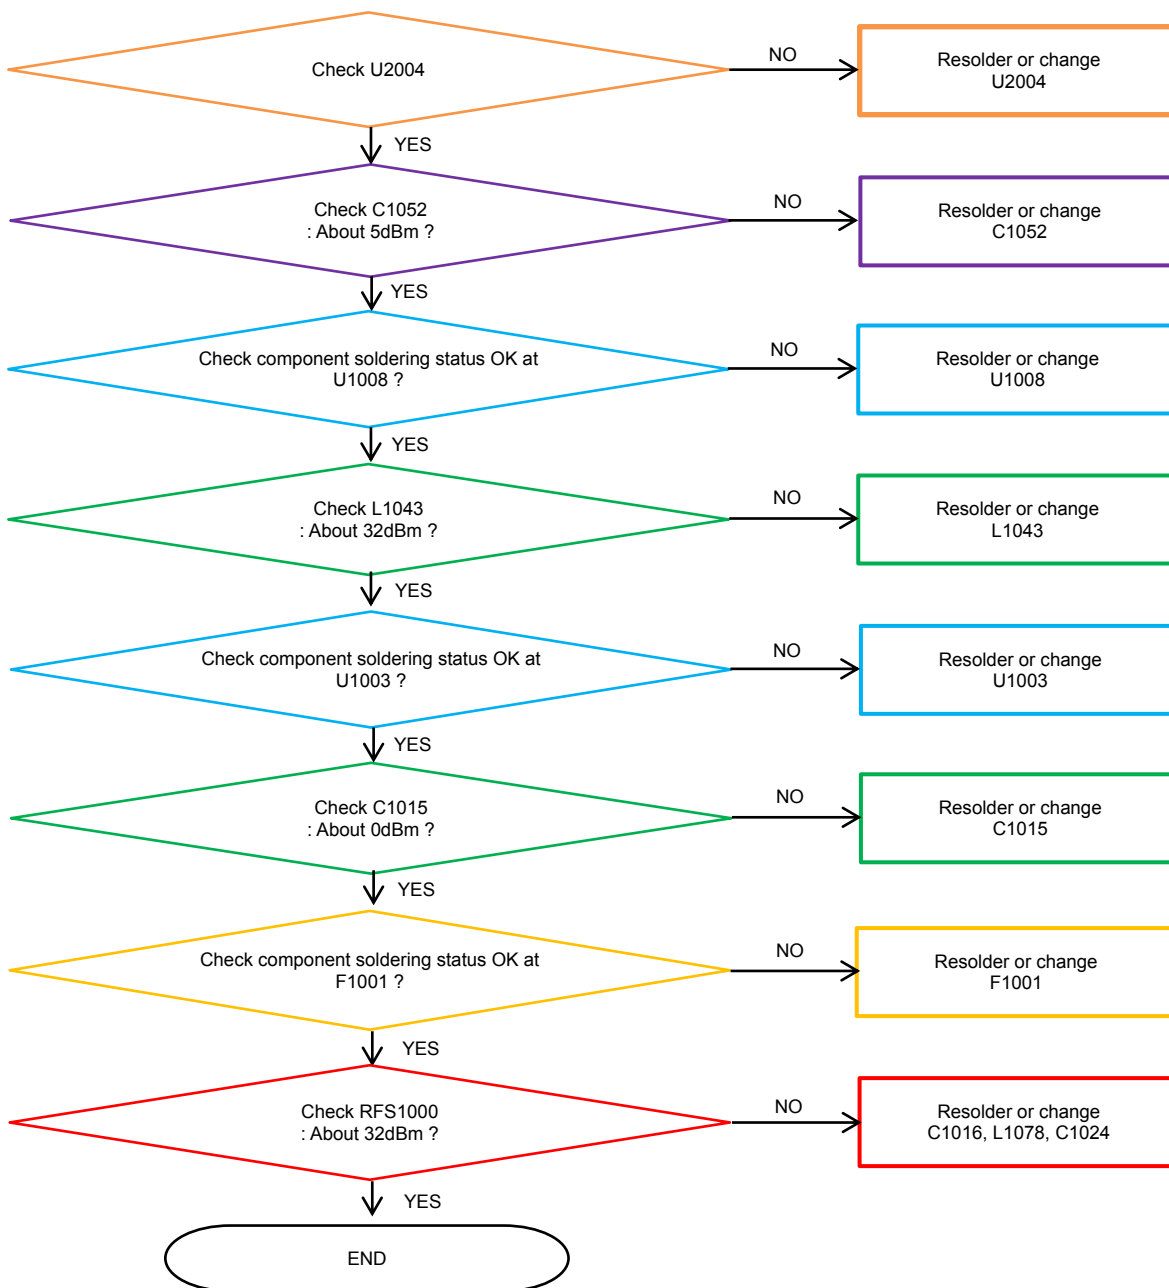 Check U2004
NO
Resolder or change
U2004
YES
Check C1052
: About 5dBm ?
NO
Resolder or change
C1052
YES
Check component soldering status OK at
U1008 ?
NO
Resolder or change
U1008
YES
Check L1043
: About 32dBm ?
NO
Resolder or change
L1043
YES
Check component soldering status OK at
U1003 ?
NO
Resolder or change
U1003
YES
Check C1015
: About 0dBm ?
NO
Resolder or change
C1015
YES
Check component soldering status OK at
F1001 ?
NO
Resolder or change
F1001
YES
Check RFS1000
: About 32dBm ?
NO
Resolder or change
C1016, L1078, C1024
YES
END